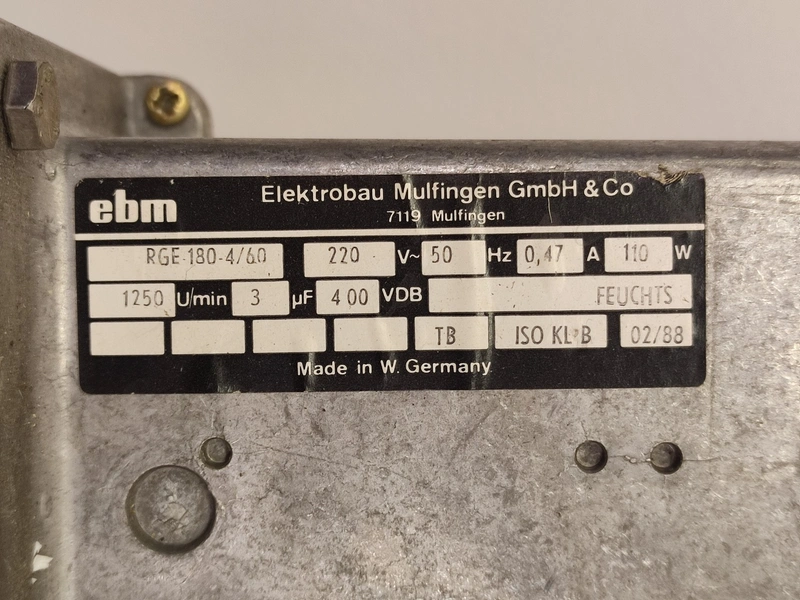 ebm
Elektrobau Mulfingen GmbH & Co
7119 Mulfingen
RGE-180-4/60 220 V~ 50 Hz 0,47 A 110 W
1250 U/min 3 µF 400 VDB FEUCHTS
TB ISO KL•B 02/88
Made in W. Germany